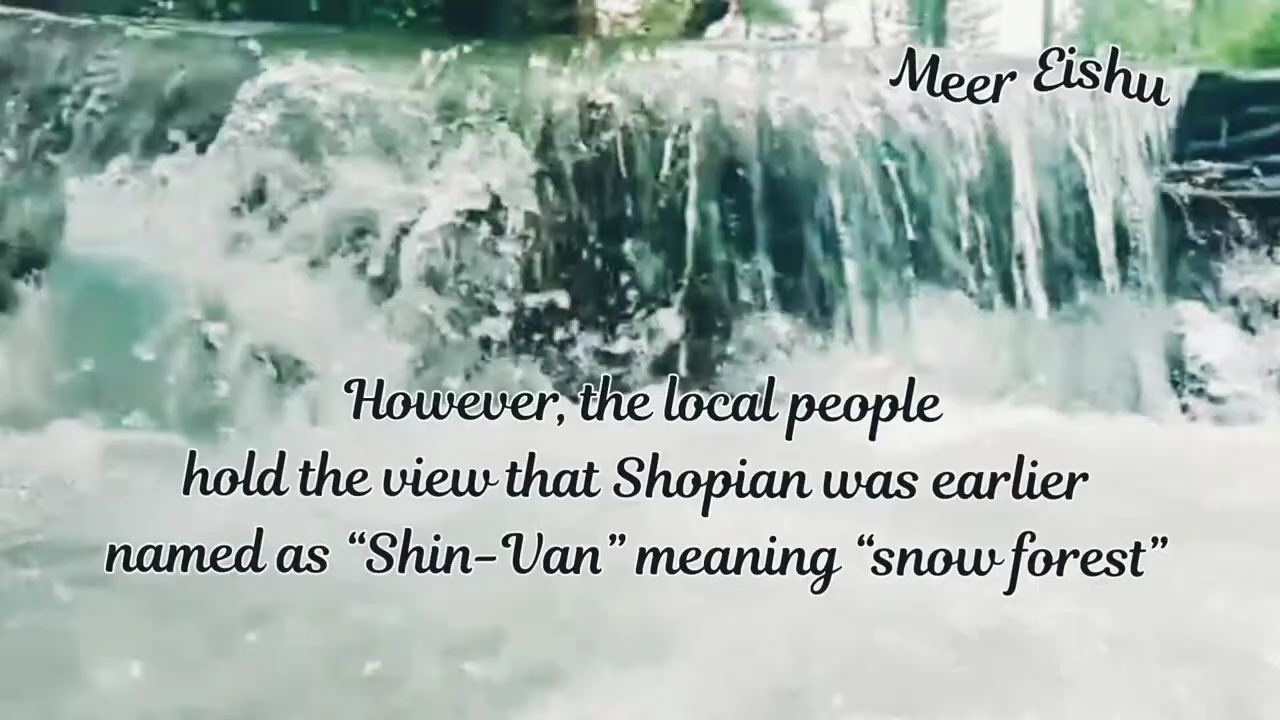 Meer Eishu
However, the local people
hold the view that Shopian was earlier
named as “Shin-Van” meaning “snow forest”